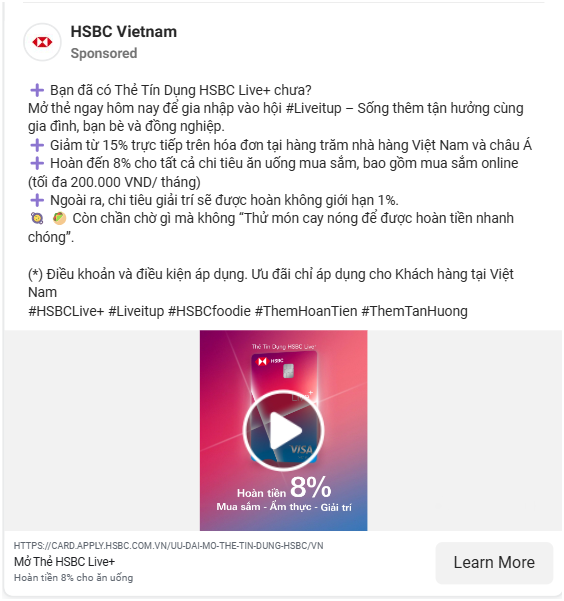 HSBC Vietnam
Sponsored
Bạn đã có Thẻ Tín Dụng HSBC Live+ chưa?
Mở thẻ ngay hôm nay để gia nhập vào hội #Liveitup – Sống thêm tận hưởng cùng
gia đình, bạn bè và đồng nghiệp.
Giảm từ 15% trực tiếp trên hóa đơn tại hàng trăm nhà hàng Việt Nam và châu Á
Hoàn đến 8% cho tất cả chi tiêu ăn uống mua sắm, bao gồm mua sắm online
(tối đa 200.000 VND/ tháng)
Ngoài ra, chi tiêu giải trí sẽ được hoàn không giới hạn 1%.
🥘 🥙 Còn chần chờ gì mà không “Thử món cay nóng để được hoàn tiền nhanh
chóng”.
(*) Điều khoản và điều kiện áp dụng. Ưu đãi chỉ áp dụng cho Khách hàng tại Việt
Nam
#HSBCLive+ #Liveitup #HSBCfoodie #ThemHoanTien #ThemTanHuong
Thẻ Tín Dụng HSBC Live+
HSBC
VISA
Hoàn tiền 8%
Mua sắm - Ẩm thực - Giải trí
HTTPS://CARD.APPLY.HSBC.COM.VN/UU-DAI-MO-THE-TIN-DUNG-HSBC/VN
Mở Thẻ HSBC Live+
Hoàn tiền 8% cho ăn uống
Learn More